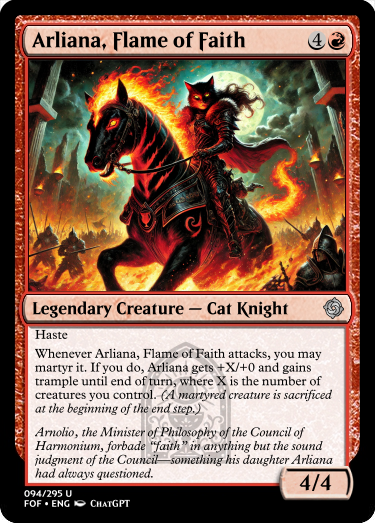 Arliana, Flame of Faith 4
Legendary Creature — Cat Knight
Haste
Whenever Arliana, Flame of Faith attacks, you may
martyr it. If you do, Arliana gets +X/+0 and gains
trample until end of turn, where X is the number of
creatures you control. (A martyred creature is sacrificed
at the beginning of the end step.)
Arnolio, the Minister of Philosophy of the Council of
Harmonium, forbade “faith” in anything but the sound
judgment of the Council—something his daughter Arliana
had always questioned.
4/4
094/295 U
FOF • ENG ChatGPT